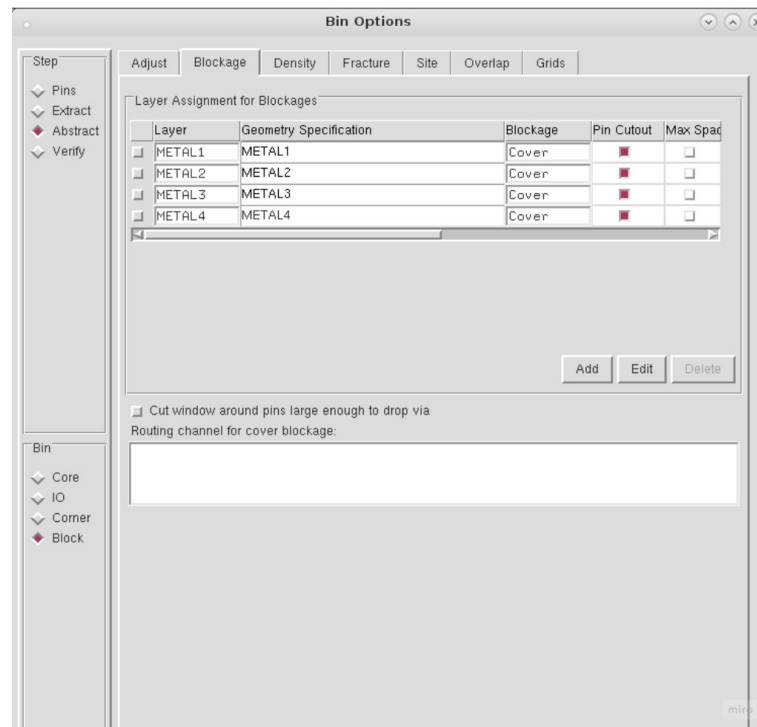 Bin Options
Step
Pins
Extract
Abstract
Verify
Adjust Blockage Density Fracture Site Overlap Grids
Layer Assignment for Blockages
Layer Geometry Specification Blockage Pin Cutout Max Spac
METAL1 METAL1 Cover
METAL2 METAL2 Cover
METAL3 METAL3 Cover
METAL4 METAL4 Cover
Add Edit Delete
Cut window around pins large enough to drop via
Routing channel for cover blockage:
Bin
Core
IO
Corner
Block
miro